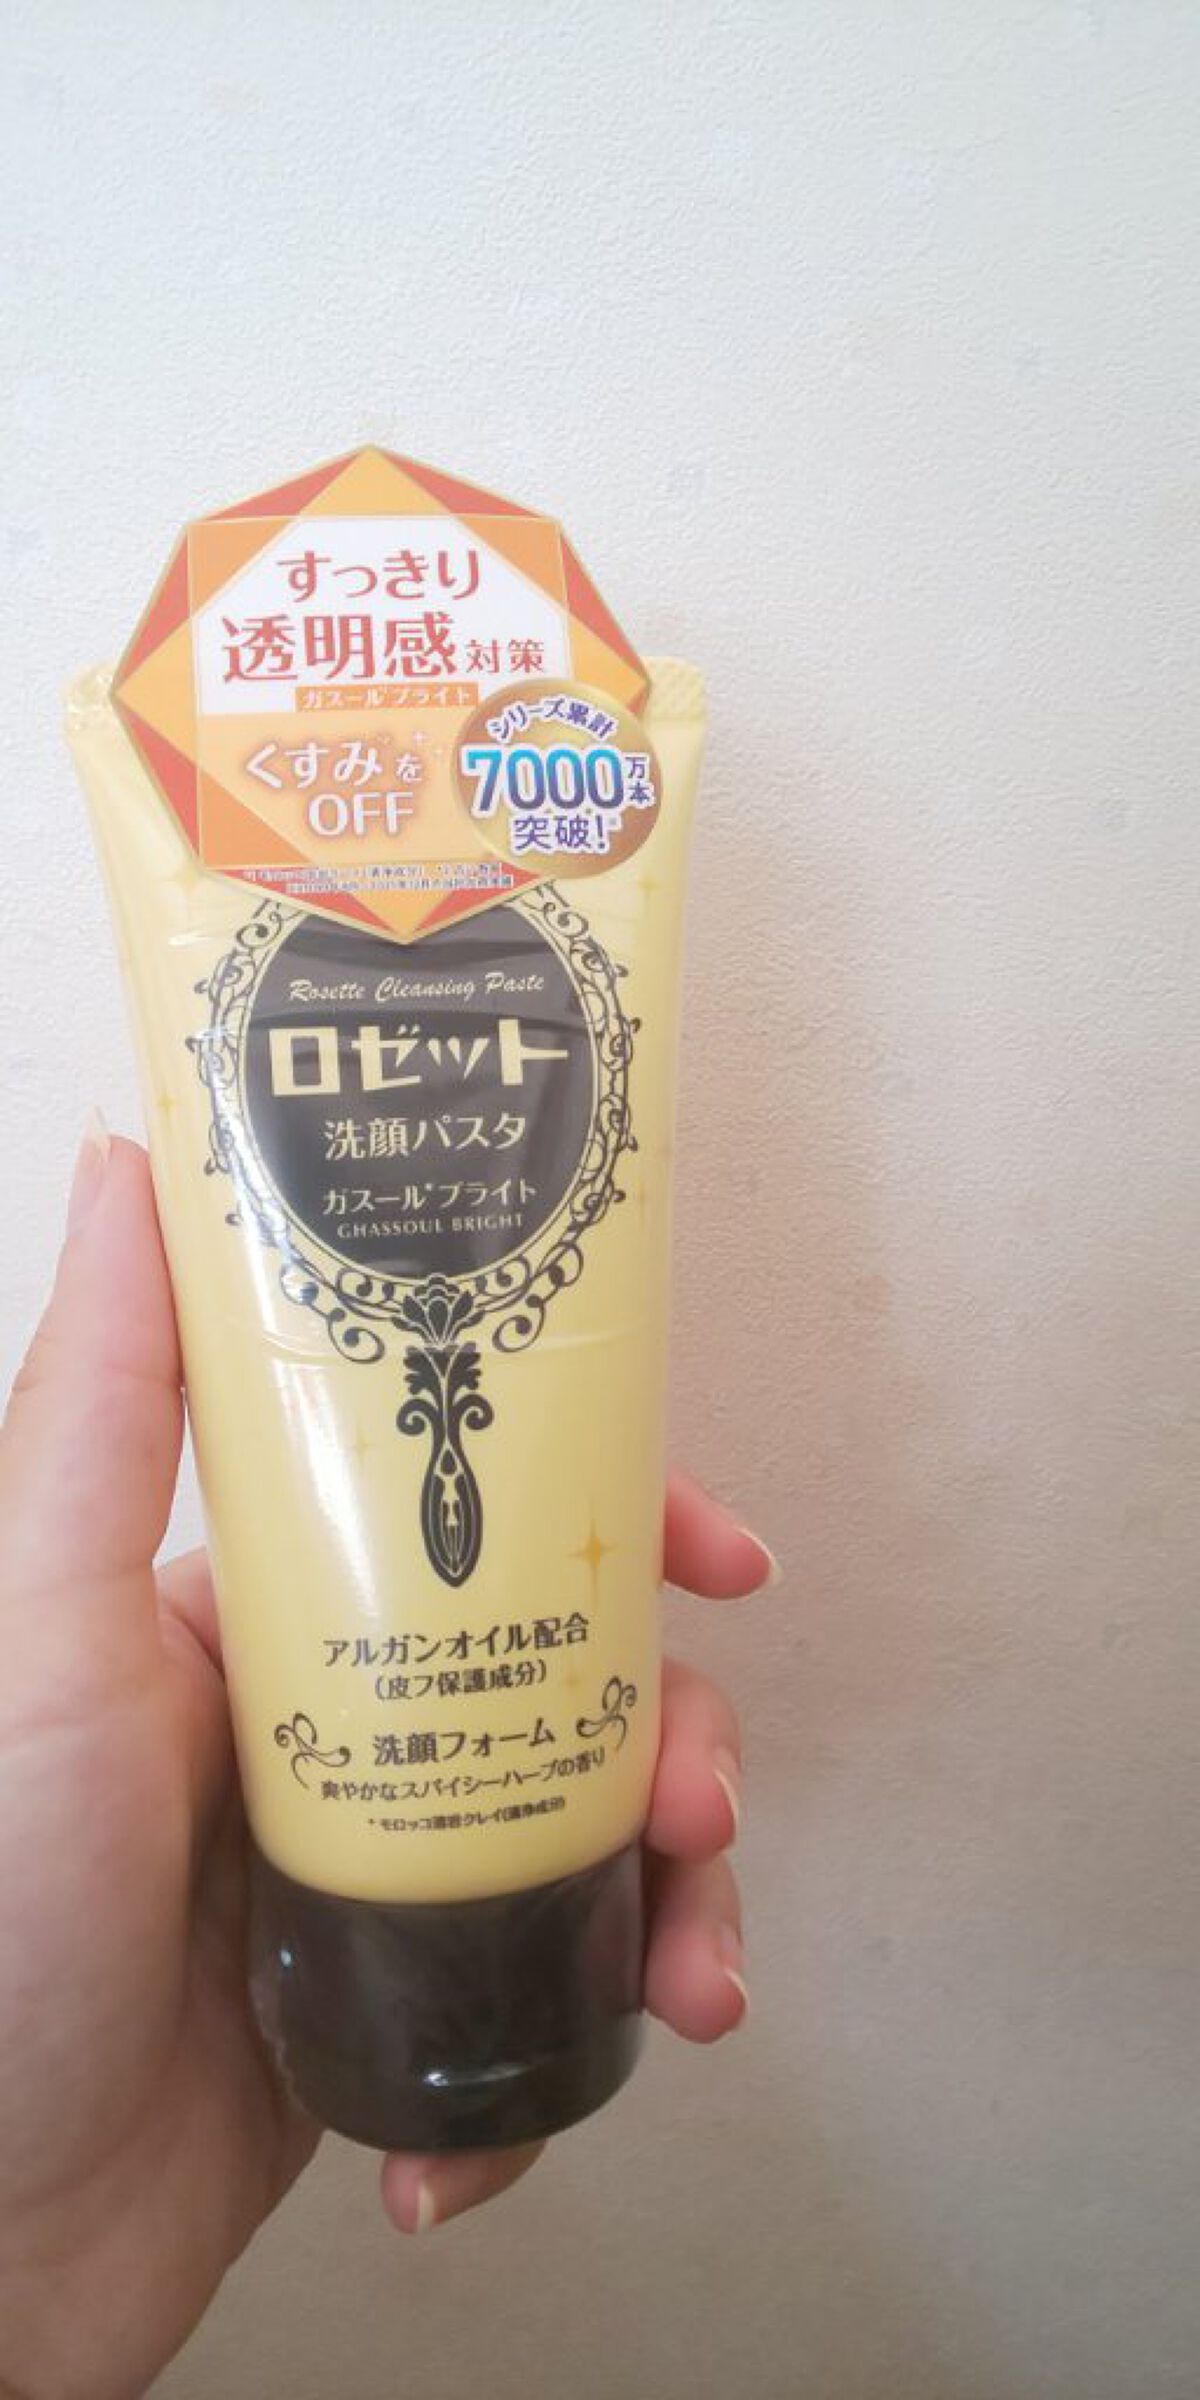 すっきり
透明感対策
ガスール*ブライト
くすみ*を
OFF
シリーズ累計
7000万本
突破!※
Rosette Cleansing Paste
ロゼット
洗顔パスタ
ガスール*ブライト
GHASSOUL BRIGHT
アルガンオイル配合
(皮フ保護成分)
洗顔フォーム
爽やかなスパイシーハーブの香り
*モロッコ溶岩クレイ(清浄成分)